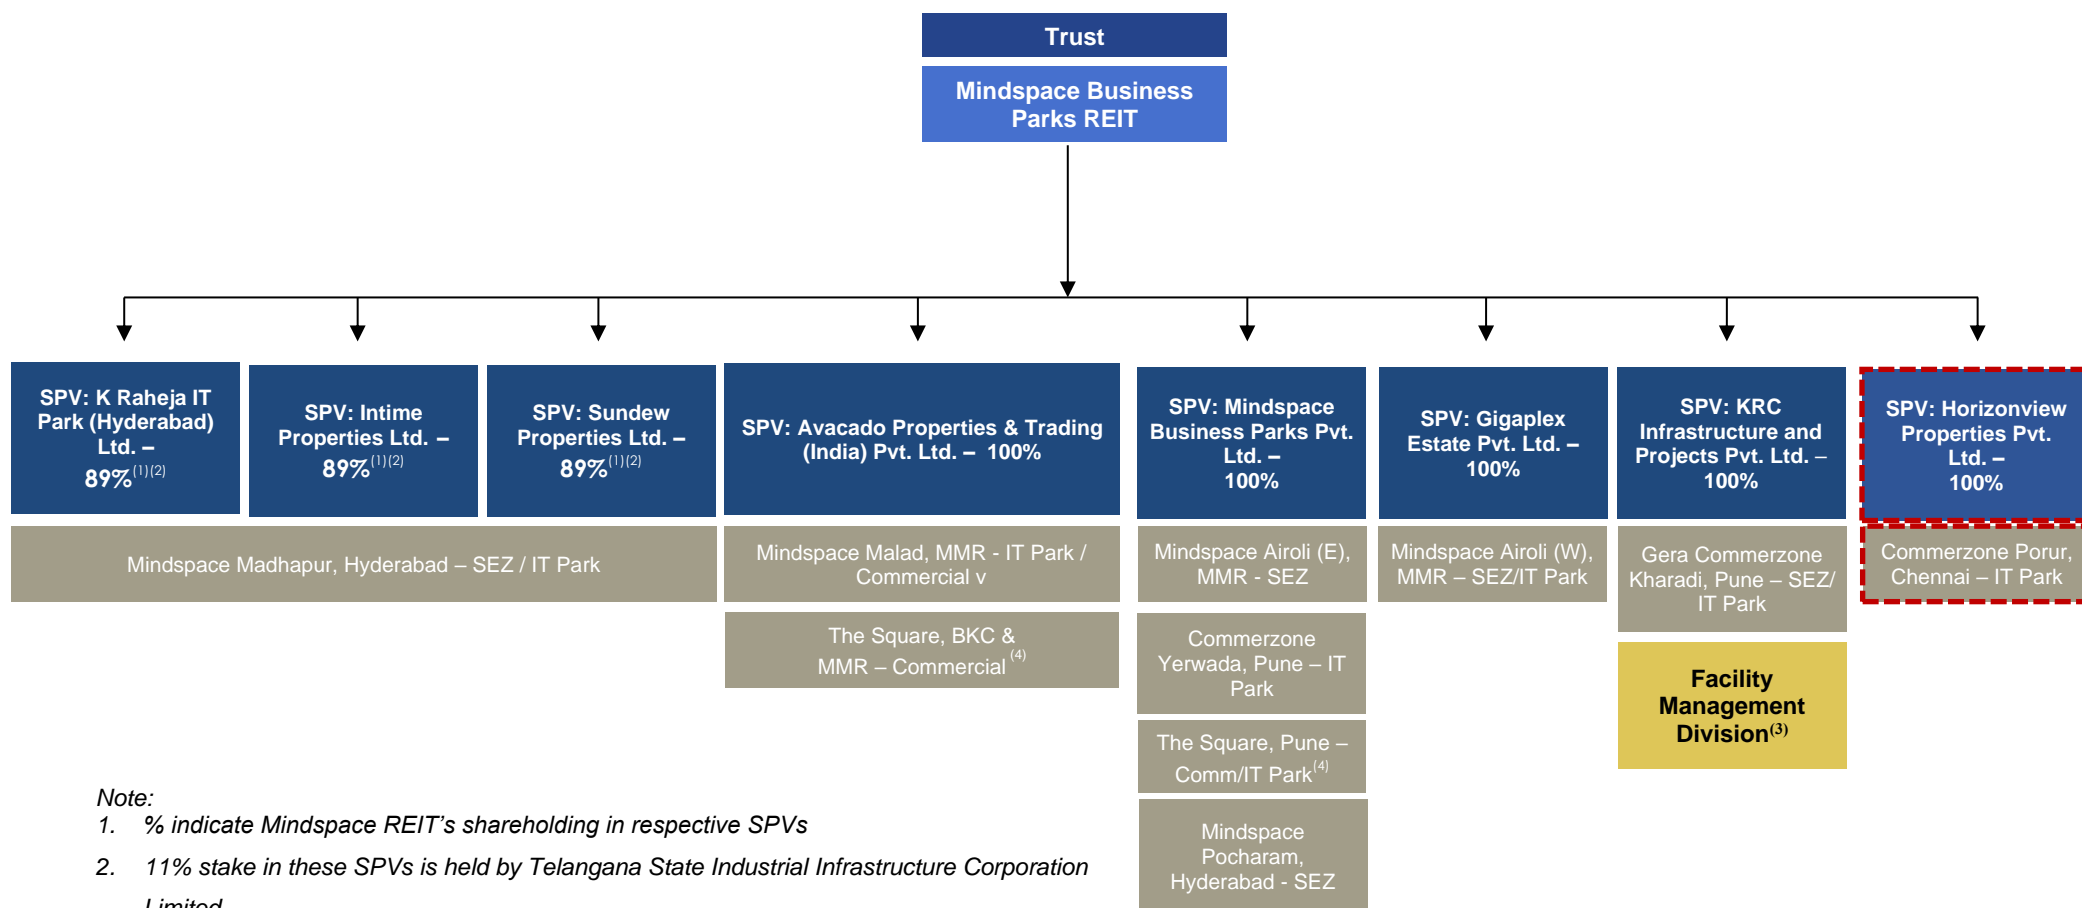 Trust
Mindspace Business
Parks REIT
SPV: K Raheja IT
Park (Hyderabad)
Ltd. –
89%(1)(2)
SPV: Intime
Properties Ltd. –
89%(1)(2)
SPV: Sundew
Properties Ltd. –
89%(1)(2)
SPV: Avacado Properties & Trading
(India) Pvt. Ltd. – 100%
SPV: Mindspace
Business Parks Pvt.
Ltd. –
100%
SPV: Gigaplex
Estate Pvt. Ltd. –
100%
SPV: KRC
Infrastructure and
Projects Pvt. Ltd. –
100%
SPV: Horizonview
Properties Pvt.
Ltd. –
100%
Mindspace Madhapur, Hyderabad – SEZ / IT Park
Mindspace Malad, MMR - IT Park /
Commercial v
The Square, BKC &
MMR – Commercial (4)
Mindspace Airoli (E),
MMR - SEZ
Commerzone
Yerwada, Pune – IT
Park
The Square, Pune –
Comm/IT Park(4)
Mindspace
Pocharam,
Hyderabad - SEZ
Mindspace Airoli (W),
MMR – SEZ/IT Park
Gera Commerzone
Kharadi, Pune – SEZ/
IT Park
Facility
Management
Division(3)
Commerzone Porur,
Chennai – IT Park
Note:
1. % indicate Mindspace REIT's shareholding in respective SPVs
2. 11% stake in these SPVs is held by Telangana State Industrial Infrastructure Corporation
Limited